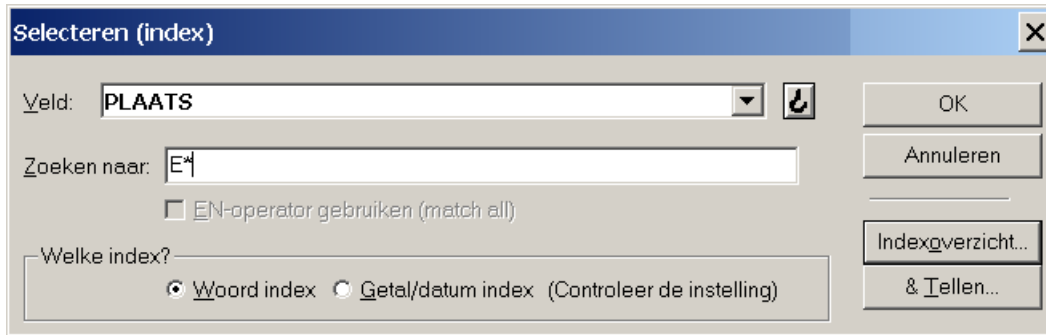 Selecteren (index)
Veld: PLAATS
OK
Zoeken naar: E*
Annuleren
EN-operator gebruiken (match all)
Indexoverzicht...
Welke index?
Woord index Getal/datum index (Controleer de instelling)
& Tellen...